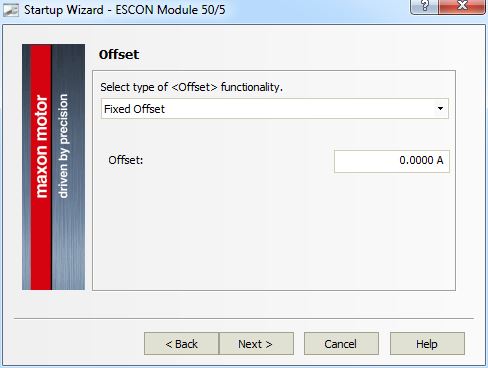 Startup Wizard - ESCON Module 50/5
?
Offset
Select type of <Offset> functionality.
Fixed Offset
Offset:
0.0000 A
maxon motor
driven by precision
< Back
Next >
Cancel
Help